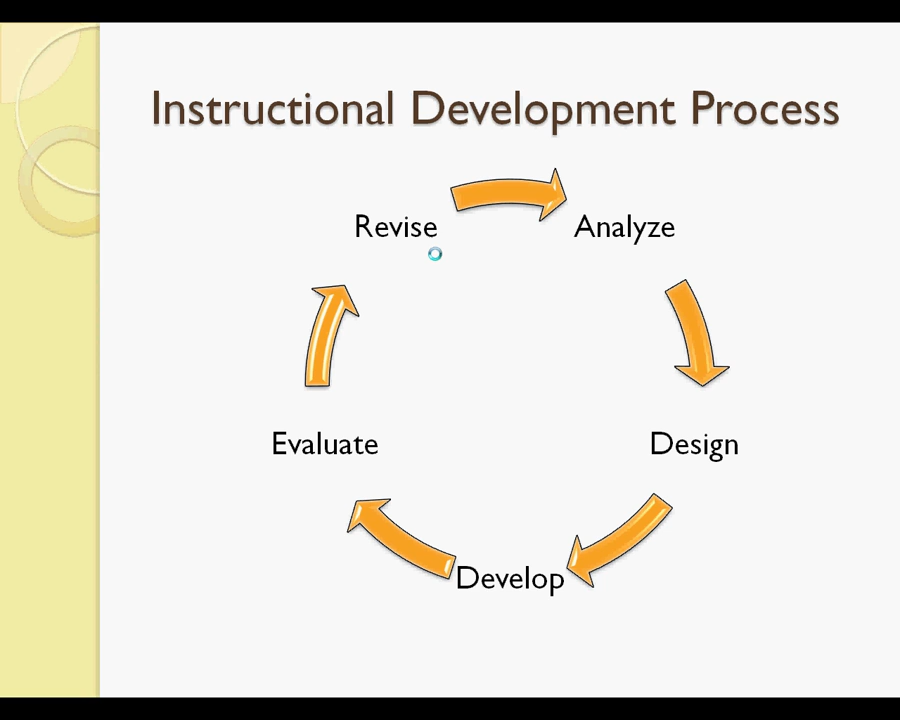 Instructional Development Process
Revise
Analyze
Evaluate
Design
Develop